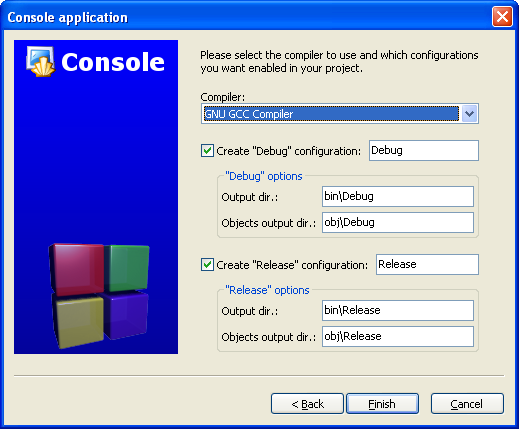 Console application
Console
Please select the compiler to use and which configurations
you want enabled in your project.
Compiler:
GNU GCC Compiler
Create "Debug" configuration: Debug
"Debug" options
Output dir.: bin\Debug
Objects output dir.: obj\Debug
Create "Release" configuration: Release
"Release" options
Output dir.: bin\Release
Objects output dir.: obj\Release
< Back Finish Cancel